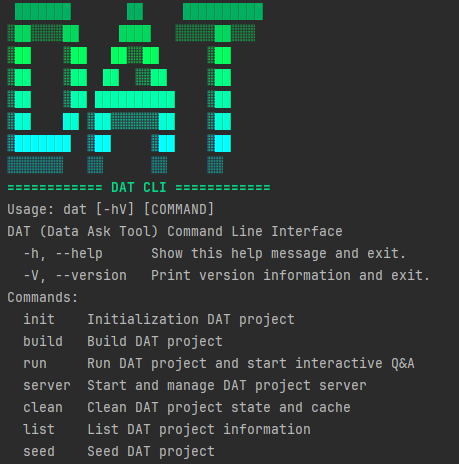 DAT
============ DAT CLI ============
Usage: dat [-hV] [COMMAND]
DAT (Data Ask Tool) Command Line Interface
  -h, --help      Show this help message and exit.
  -V, --version   Print version information and exit.
Commands:
  init    Initialization DAT project
  build   Build DAT project
  run     Run DAT project and start interactive Q&A
  server  Start and manage DAT project server
  clean   Clean DAT project state and cache
  list    List DAT project information
  seed    Seed DAT project